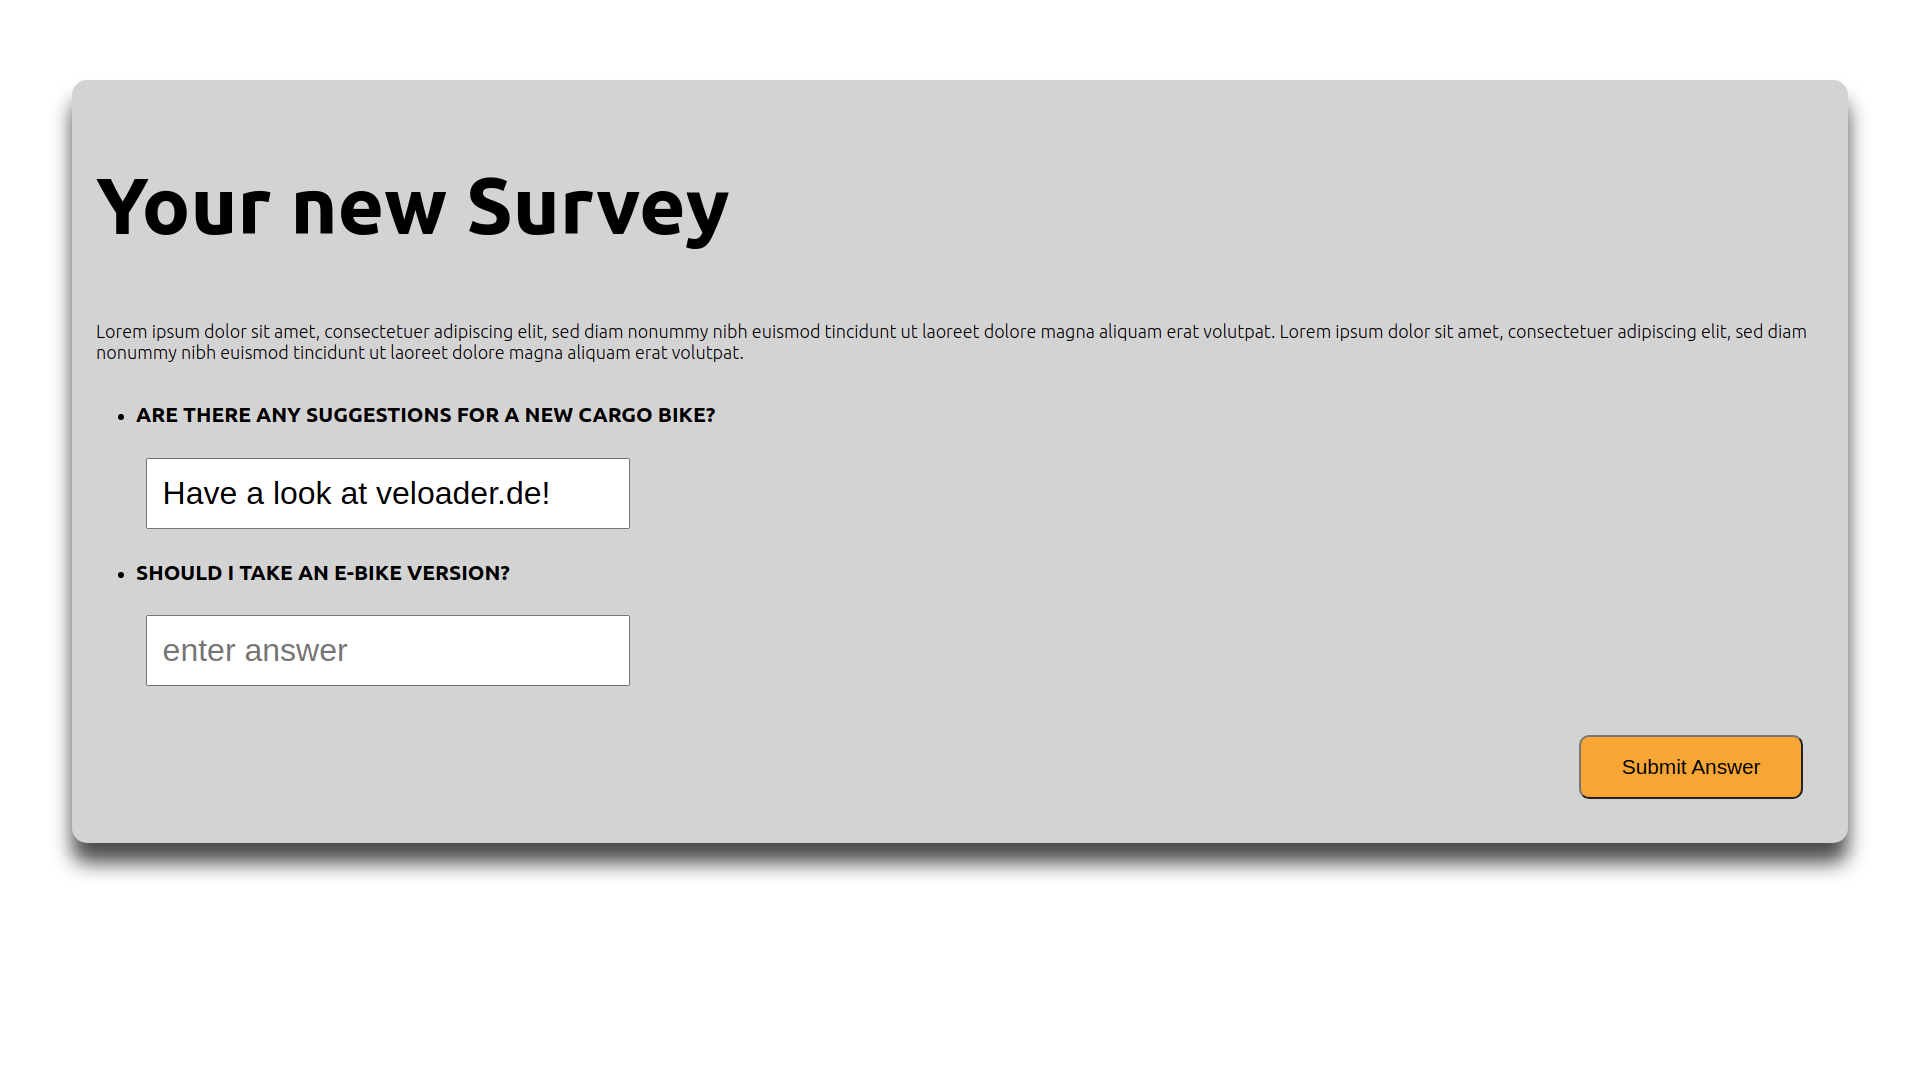 Your new Survey
Lorem ipsum dolor sit amet, consectetuer adipiscing elit, sed diam nonummy nibh euismod tincidunt ut laoreet dolore magna aliquam erat volutpat. Lorem ipsum dolor sit amet, consectetuer adipiscing elit, sed diam
nonummy nibh euismod tincidunt ut laoreet dolore magna aliquam erat volutpat.
ARE THERE ANY SUGGESTIONS FOR A NEW CARGO BIKE?
Have a look at veloader.de!
SHOULD I TAKE AN E-BIKE VERSION?
enter answer
Submit Answer